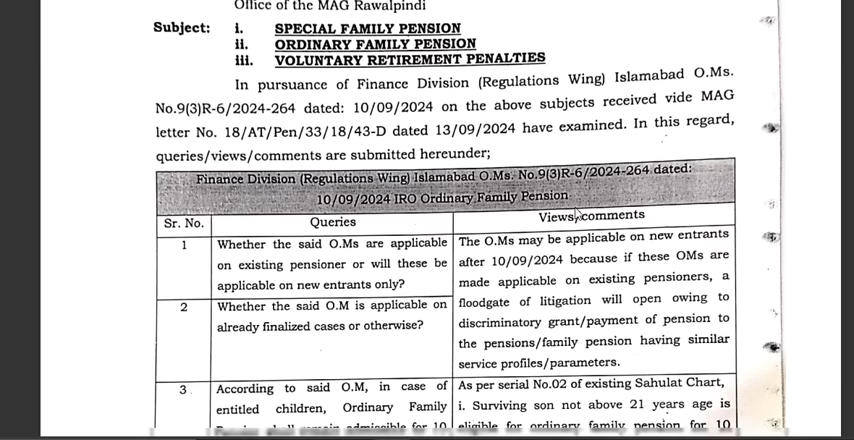 Office of the MAG Rawalpindi
Subject: i. SPECIAL FAMILY PENSION
ii. ORDINARY FAMILY PENSION
iii. VOLUNTARY RETIREMENT PENALTIES
In pursuance of Finance Division (Regulations Wing) Islamabad O.Ms.
No.9(3)R-6/2024-264 dated: 10/09/2024 on the above subjects received vide MAG
letter No. 18/AT/Pen/33/18/43-D dated 13/09/2024 have examined. In this regard,
queries/views/comments are submitted hereunder;
Finance Division (Regulations Wing) Islamabad O.Ms. No.9(3)R-6/2024-264 dated:
10/09/2024 IRO Ordinary Family Pension
Sr. No. Queries Views/comments
1 Whether the said O.Ms are applicable
on existing pensioner or will these be
applicable on new entrants only?
2 Whether the said O.M is applicable on
already finalized cases or otherwise?
The O.Ms may be applicable on new entrants
after 10/09/2024 because if these OMs are
made applicable on existing pensioners, a
floodgate of litigation will open owing to
discriminatory grant/payment of pension to
the pensions/family pension having similar
service profiles/parameters.
3 According to said O.M, in case of
entitled children, Ordinary Family
As per serial No.02 of existing Sahulat Chart,
i. Surviving son not above 21 years age is
eligible for ordinary family pension for 10